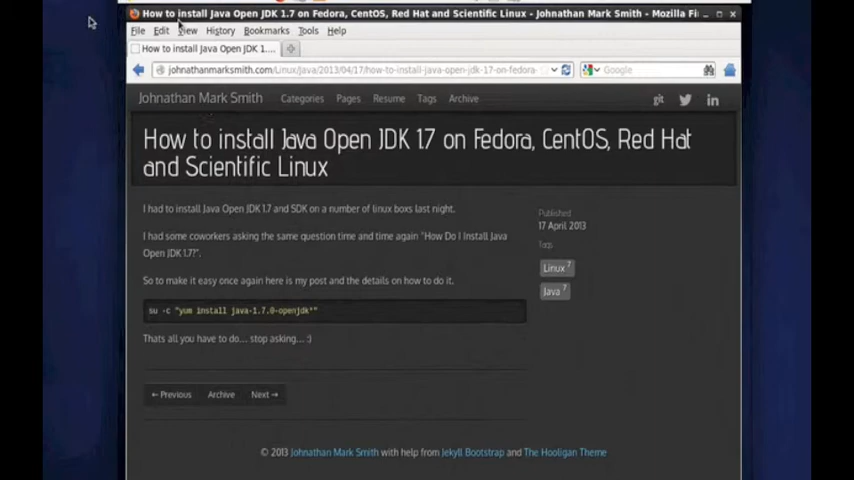 How to install Java Open JDK 1.7 on Fedora, CentOS, Red Hat and Scientific Linux - Johnathan Mark Smith - Mozilla Fi
File Edit View History Bookmarks Tools Help
How to install Java Open JDK 1....
johnathanmarksmith.com/Linux/Java/2013/04/17/how-to-install-java-open-jdk-17-on-fedora- Google
Johnathan Mark Smith Categories Pages Resume Tags Archive git in
How to install Java Open JDK 1.7 on Fedora, CentOS, Red Hat
and Scientific Linux
I had to install Java Open JDK 1.7 and SDK on a number of linux boxs last night.
I had some coworkers asking the same question time and time again "How Do I Install Java
Open JDK 1.7?".
So to make it easy once again here is my post and the details on how to do it.
su -c "yum install java-1.7.0-openjdk*"
Thats all you have to do... stop asking... :)
Published
17 April 2013
Tags
Linux 7
Java 7
← Previous Archive Next →
© 2013 Johnathan Mark Smith with help from Jekyll Bootstrap and The Hooligan Theme